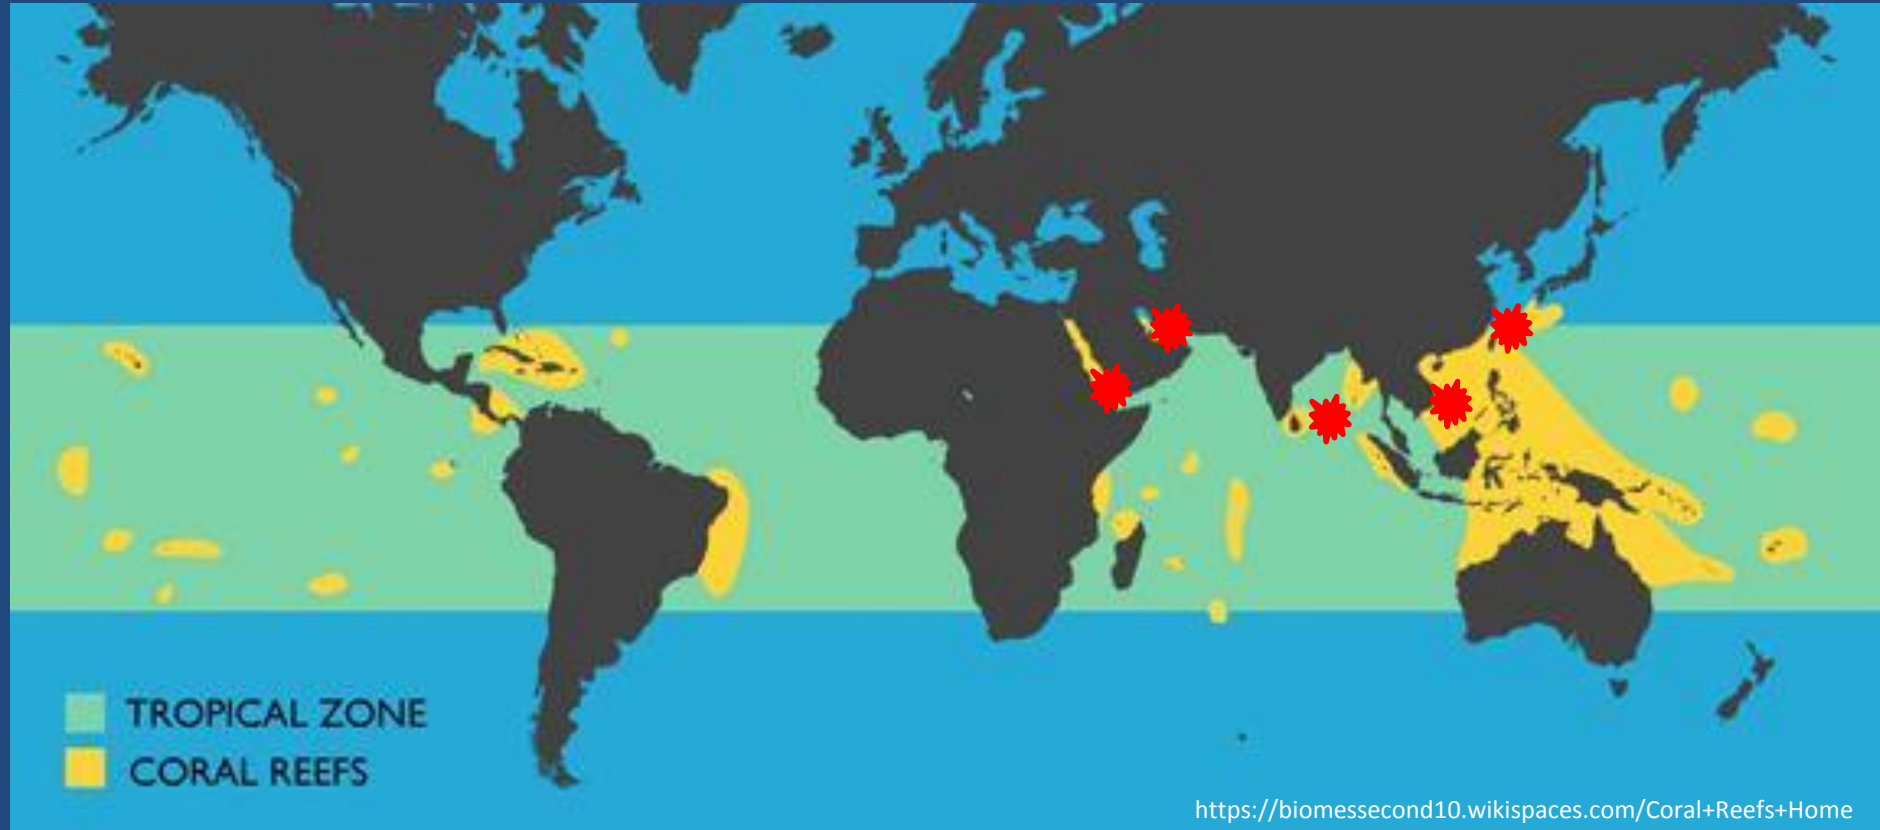 TROPICAL ZONE
CORAL REEFS
https://biomessecond10.wikispaces.com/Coral+Reefs+Home